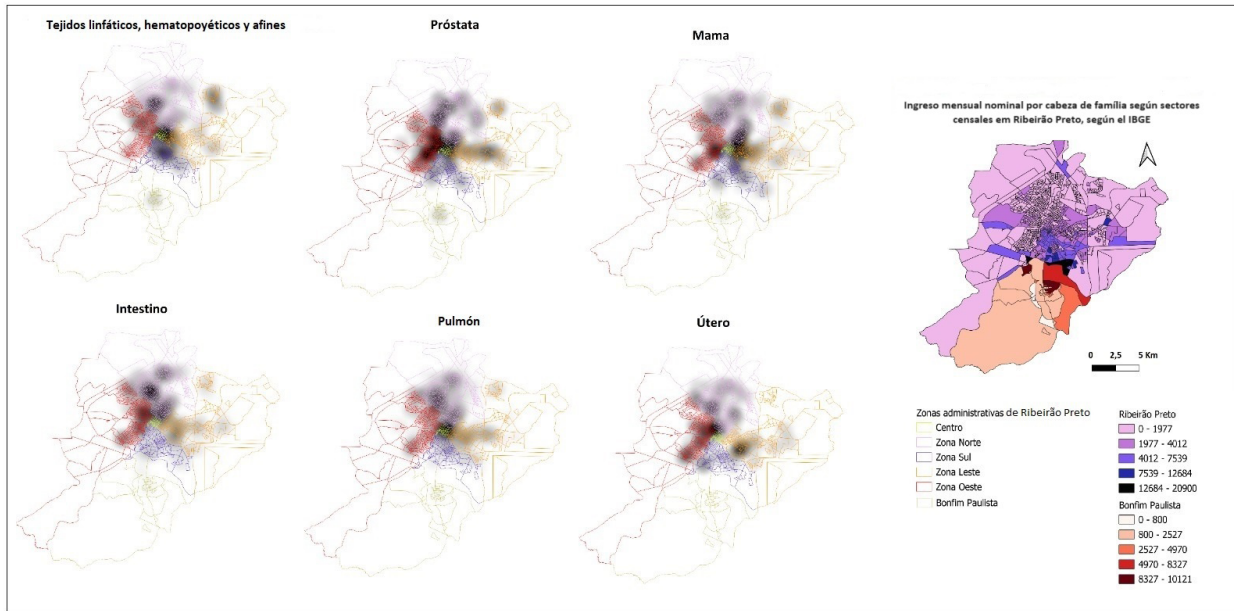 Tejidos linfáticos, hematopoyéticos y afines
Próstata
Mama
Intestino
Pulmón
Útero
Ingreso mensual nominal por cabeza de família según sectores
censales em Ribeirão Preto, según el IBGE
0 2,5 5 Km
Zonas administrativas de Ribeirão Preto
Centro
Zona Norte
Zona Sul
Zona Leste
Zona Oeste
Bonfim Paulista
Ribeirão Preto
0 - 1977
1977 - 4012
4012 - 7539
7539 - 12684
12684 - 20900
Bonfim Paulista
0 - 800
800 - 2527
2527 - 4970
4970 - 8327
8327 - 10121